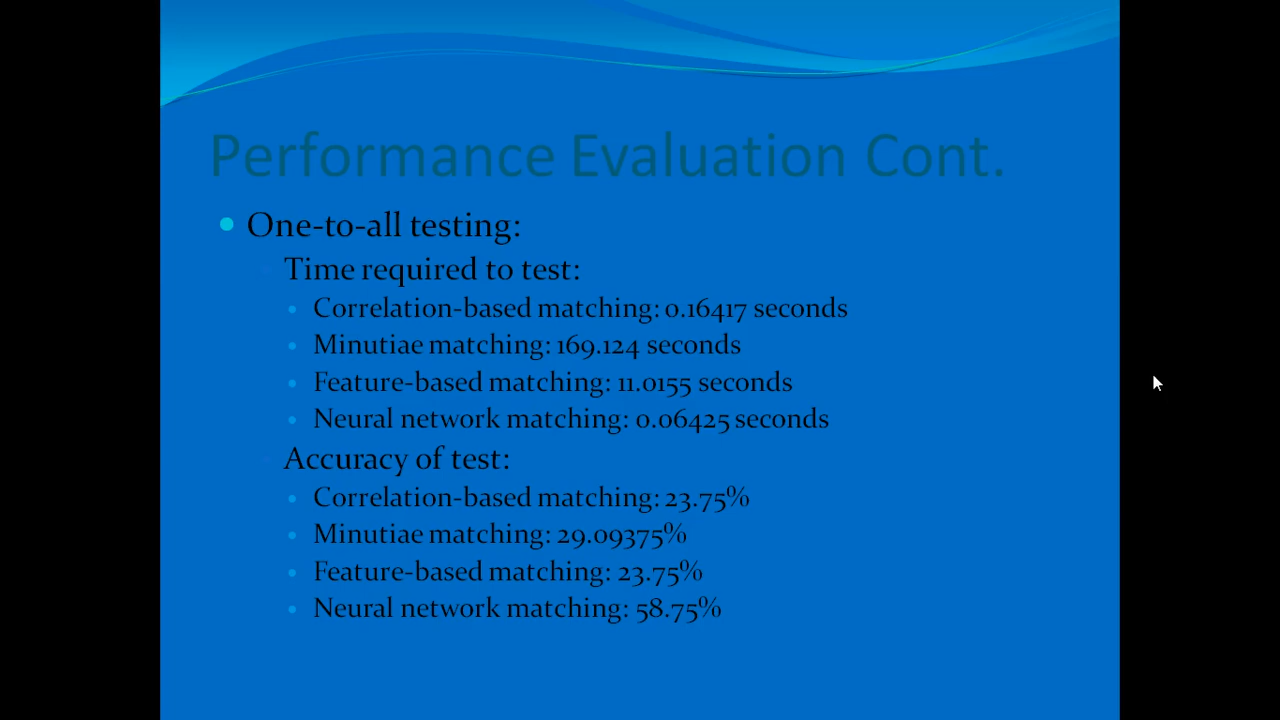 Performance Evaluation Cont.
One-to-all testing:
Time required to test:
Correlation-based matching: 0.16417 seconds
Minutiae matching: 169.124 seconds
Feature-based matching: 11.0155 seconds
Neural network matching: 0.06425 seconds
Accuracy of test:
Correlation-based matching: 23.75%
Minutiae matching: 29.09375%
Feature-based matching: 23.75%
Neural network matching: 58.75%